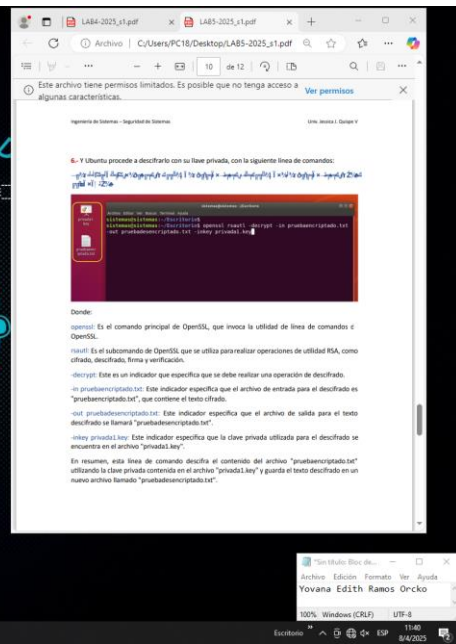 LAB4-2025_s1.pdf
LAB5-2025_s1.pdf
Archivo
C:/Users/PC18/Desktop/LAB5-2025_s1.pdf
10 de 12
Este archivo tiene permisos limitados. Es posible que no tenga acceso a
algunas características.
Ver permisos
Ingeniería de Sistemas – Seguridad de Sistemas
Univ. Jessica J. Quispe V
6.- Y Ubuntu procede a descifrarlo con su llave privada, con la siguiente linea de comandos:
sistemas@sistemas:~/Escritorio$
sistemas@sistemas:~/Escritorio$ openssl rsautl -decrypt -in pruebaencriptado.txt
-out pruebadesencriptado.txt -inkey privada1.key
Donde:
openssl: Es el comando principal de OpenSSL, que invoca la utilidad de línea de comandos d
OpenSSL.
rsautl: Es el subcomando de OpenSSL que se utiliza para realizar operaciones de utilidad RSA, como
cifrado, descifrado, firma y verificación.
-decrypt: Este es un indicador que especifica que se debe realizar una operación de descifrado.
-in pruebaencriptado.txt: Este indicador especifica que el archivo de entrada para el descifrado es
"pruebaencriptado.txt", que contiene el texto cifrado.
-out pruebadesencriptado.txt: Este indicador especifica que el archivo de salida para el texto
descifrado se llamará "pruebadesencriptado.txt".
-inkey privada1.key: Este indicador especifica que la clave privada utilizada para el descifrado se
encuentra en el archivo "privada1.key".
En resumen, esta línea de comando descifra el contenido del archivo "pruebaencriptado.txt"
utilizando la clave privada contenida en el archivo "privada1.key" y guarda el texto descifrado en un
nuevo archivo llamado "pruebadesencriptado.txt".
*Sin título: Bloc de...
Archivo Edición Formato Ver Ayuda
Yovana Edith Ramos Orcko
100% Windows (CRLF) UTF-8
Escritorio
ESP
11:40
8/4/2025